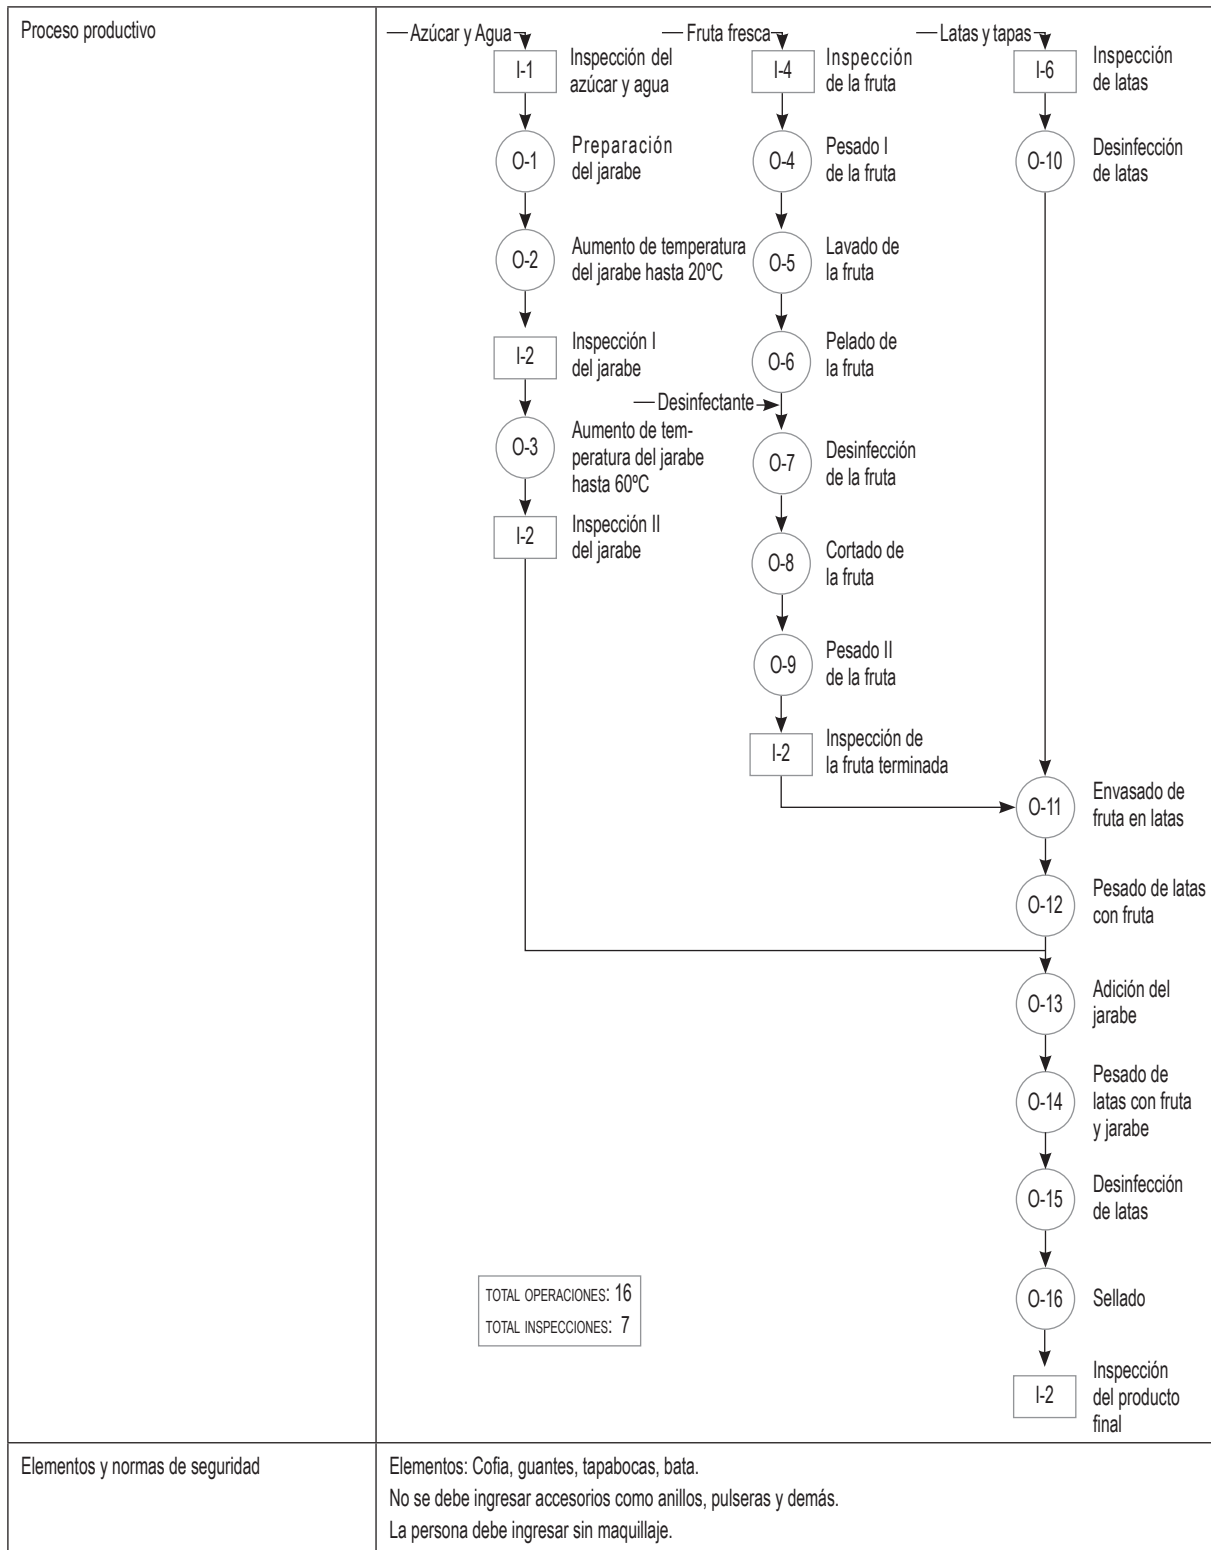 Proceso productivo
Azúcar y Agua
I-1
Inspección del
azúcar y agua
O-1
Preparación
del jarabe
O-2
Aumento de temperatura
del jarabe hasta 20ºC
I-2
Inspección I
del jarabe
O-3
Aumento de tem-
peratura del jarabe
hasta 60ºC
I-2
Inspección II
del jarabe
Fruta fresca
I-4
Inspección
de la fruta
O-4
Pesado I
de la fruta
O-5
Lavado de
la fruta
O-6
Pelado de
la fruta
Desinfectante
O-7
Desinfección
de la fruta
O-8
Cortado de
la fruta
O-9
Pesado II
de la fruta
I-2
Inspección de
la fruta terminada
Latas y tapas
I-6
Inspección
de latas
O-10
Desinfección
de latas
O-11
Envasado de
fruta en latas
O-12
Pesado de latas
con fruta
O-13
Adición del
jarabe
O-14
Pesado de
latas con fruta
y jarabe
O-15
Desinfección
de latas
O-16
Sellado
I-2
Inspección
del producto
final
TOTAL OPERACIONES: 16
TOTAL INSPECCIONES: 7
Elementos y normas de seguridad
Elementos: Cofia, guantes, tapabocas, bata.
No se debe ingresar accesorios como anillos, pulseras y demás.
La persona debe ingresar sin maquillaje.